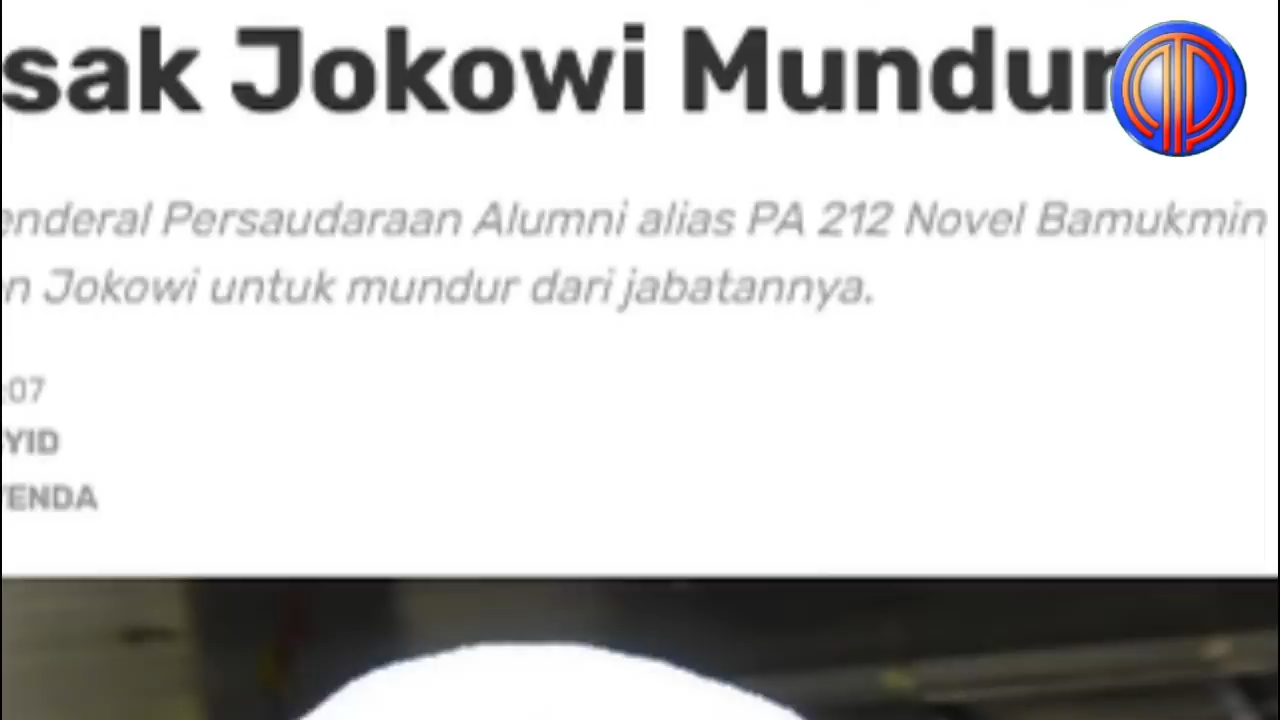 sak Jokowi Mundur
enderal Persaudaraan Alumni alias PA 212 Novel Bamukmin
n Jokowi untuk mundur dari jabatannya.
:07
YID
ENDA